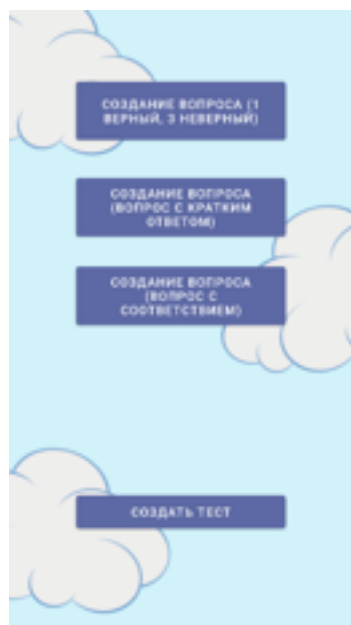 СОЗДАНИЕ ВОПРОСА (1
ВЕРНЫЙ, 3 НЕВЕРНЫЙ)
СОЗДАНИЕ ВОПРОСА
(ВОПРОС С КРАТКИМ
ОТВЕТОМ)
СОЗДАНИЕ ВОПРОСА
(ВОПРОС С
СООТВЕТСТВИЕМ)
СОЗДАТЬ ТЕСТ